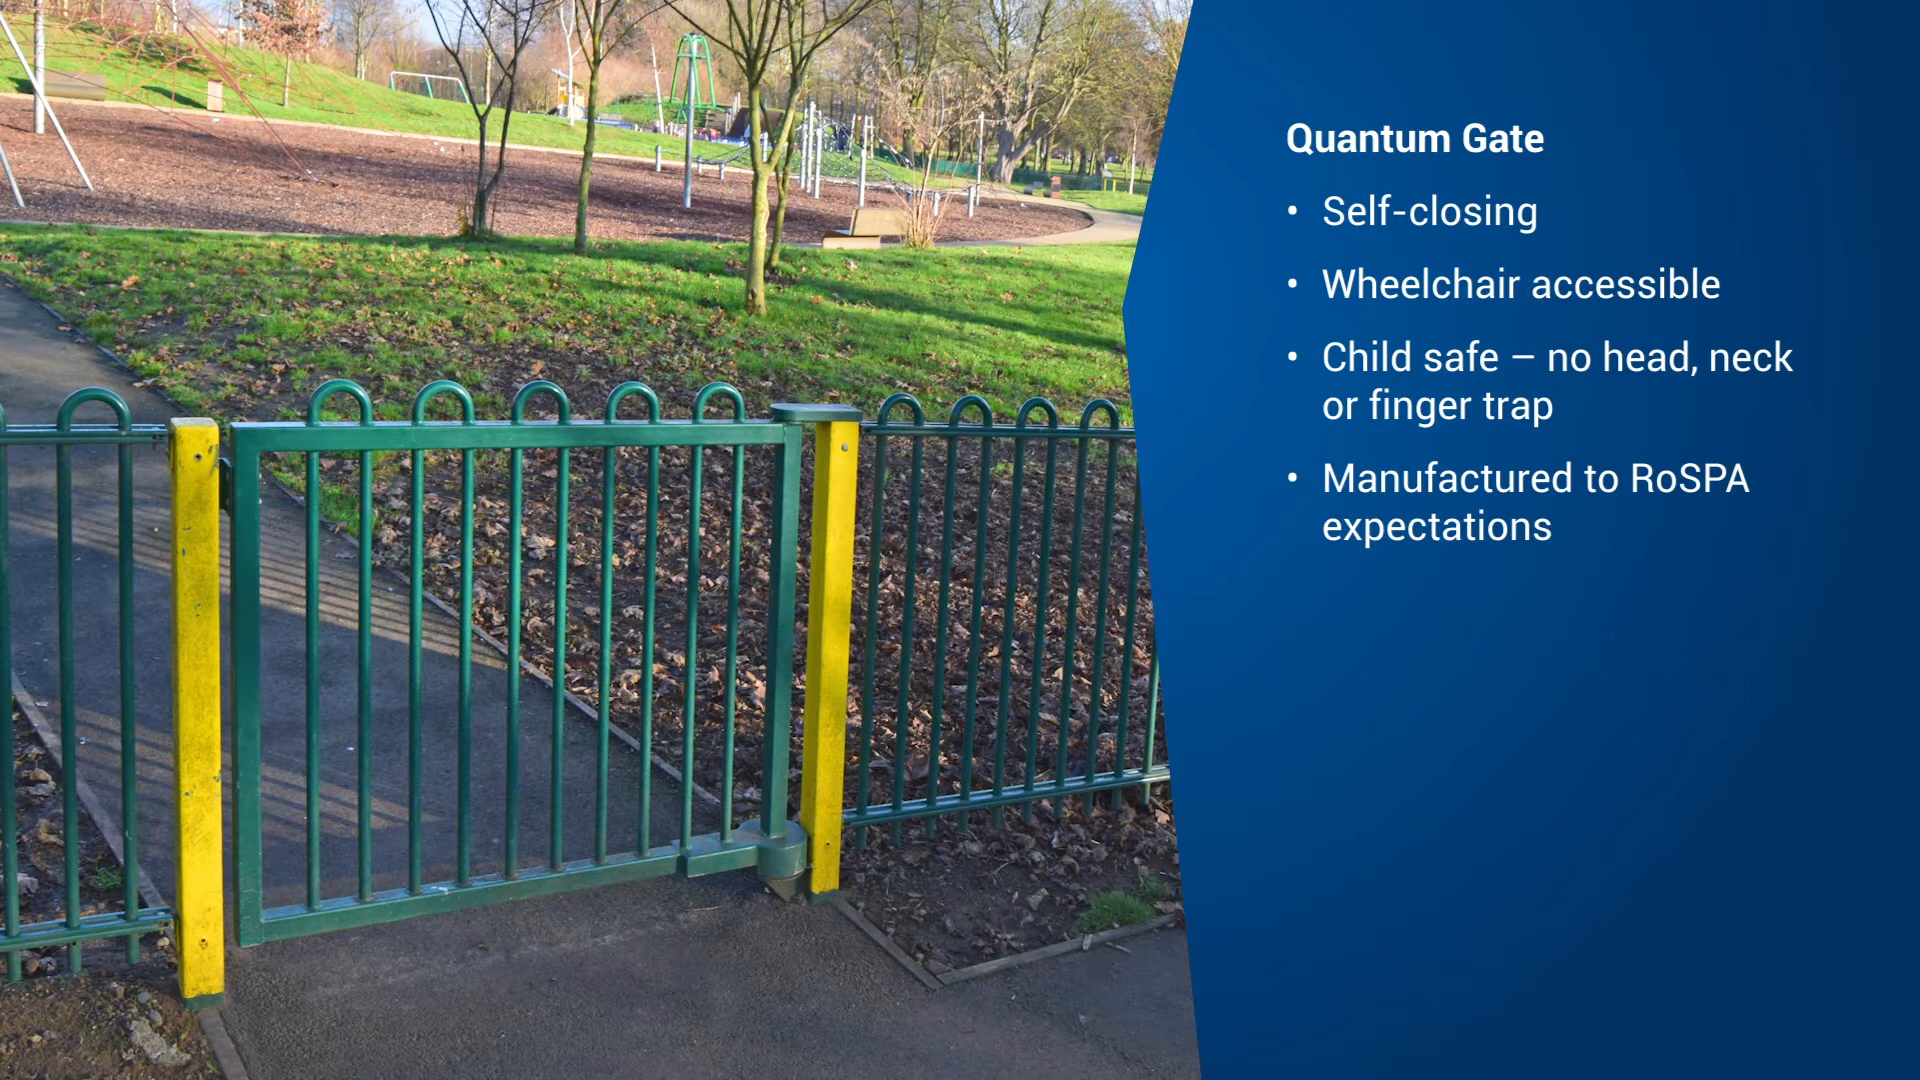 Quantum Gate
• Self-closing
• Wheelchair accessible
• Child safe – no head, neck
or finger trap
• Manufactured to RoSPA
expectations